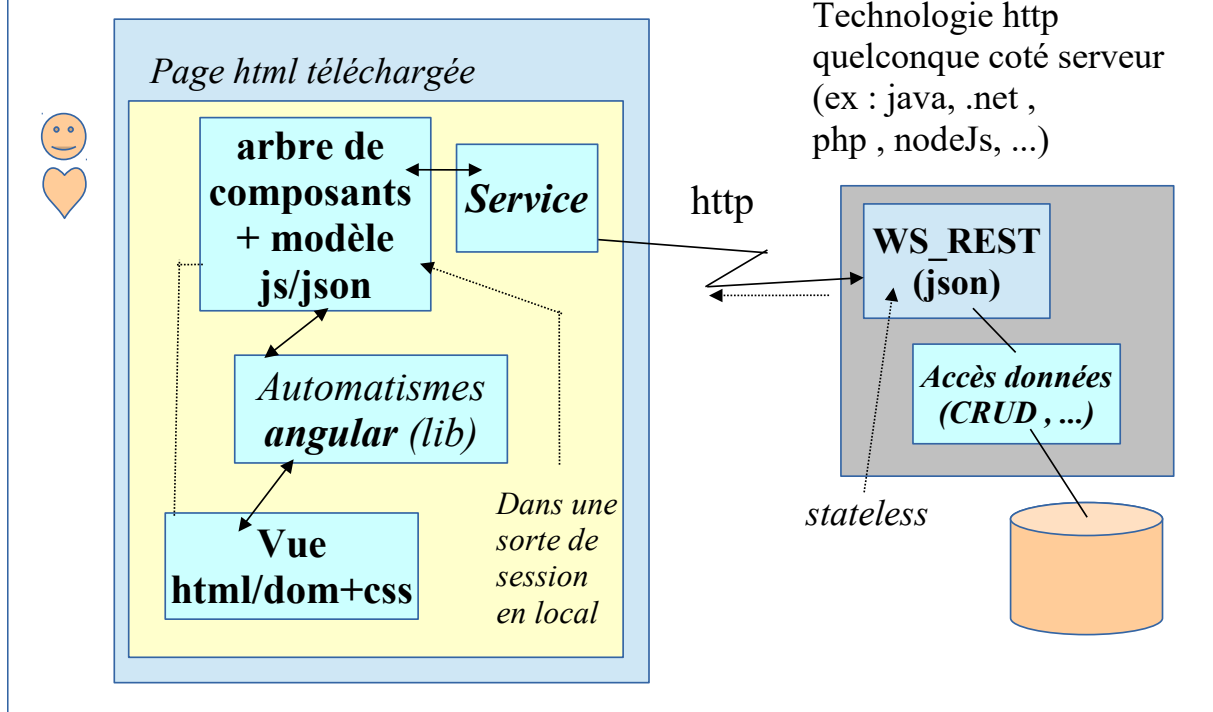 Technologie http
quelconque coté serveur
(ex : java, .net ,
php , nodeJs, ...)
Page html téléchargée
arbre de
composants
+ modèle
js/json
Service
http
WS_REST
(json)
Automatismes
angular (lib)
Accès données
(CRUD , ...)
Dans une
sorte de
session
en local
stateless
Vue
html/dom+css